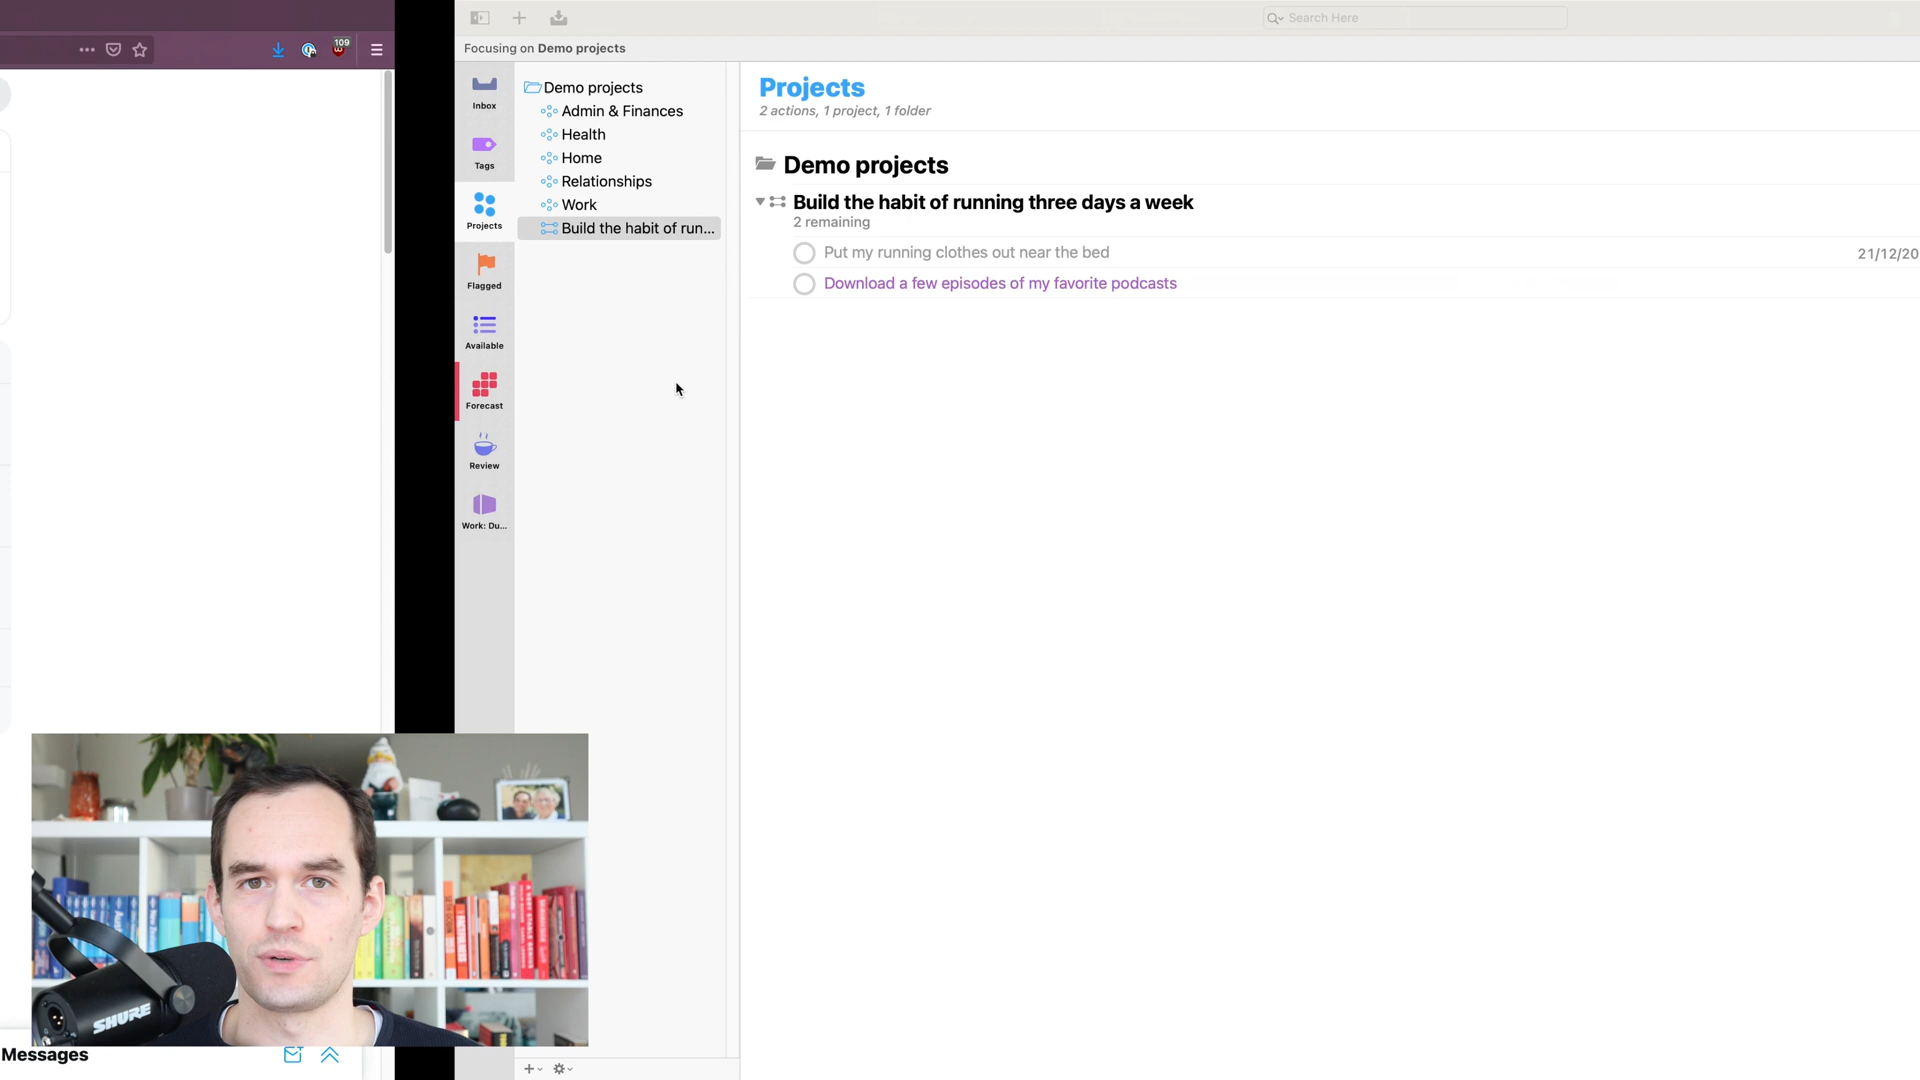 109
Search Here
Focusing on Demo projects
Inbox
Tags
Projects
Flagged
Available
Forecast
Review
Work: Du...
Demo projects
Admin & Finances
Health
Home
Relationships
Work
Build the habit of run...
Projects
2 actions, 1 project, 1 folder
Demo projects
Build the habit of running three days a week
2 remaining
Put my running clothes out near the bed
21/12/20
Download a few episodes of my favorite podcasts
SHURE
Messages